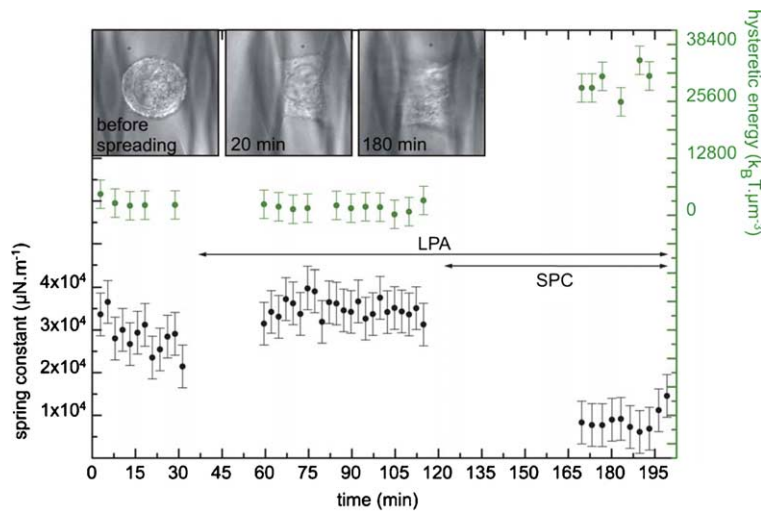 before
spreading
20 min
180 min
38400
25600
12800
0
hysteretic energy (k_BT.µm⁻³)
LPA
SPC
4x10⁴
3x10⁴
2x10⁴
1x10⁴
spring constant (µN.m⁻¹)
0 15 30 45 60 75 90 105 120 135 150 165 170 195
time (min)